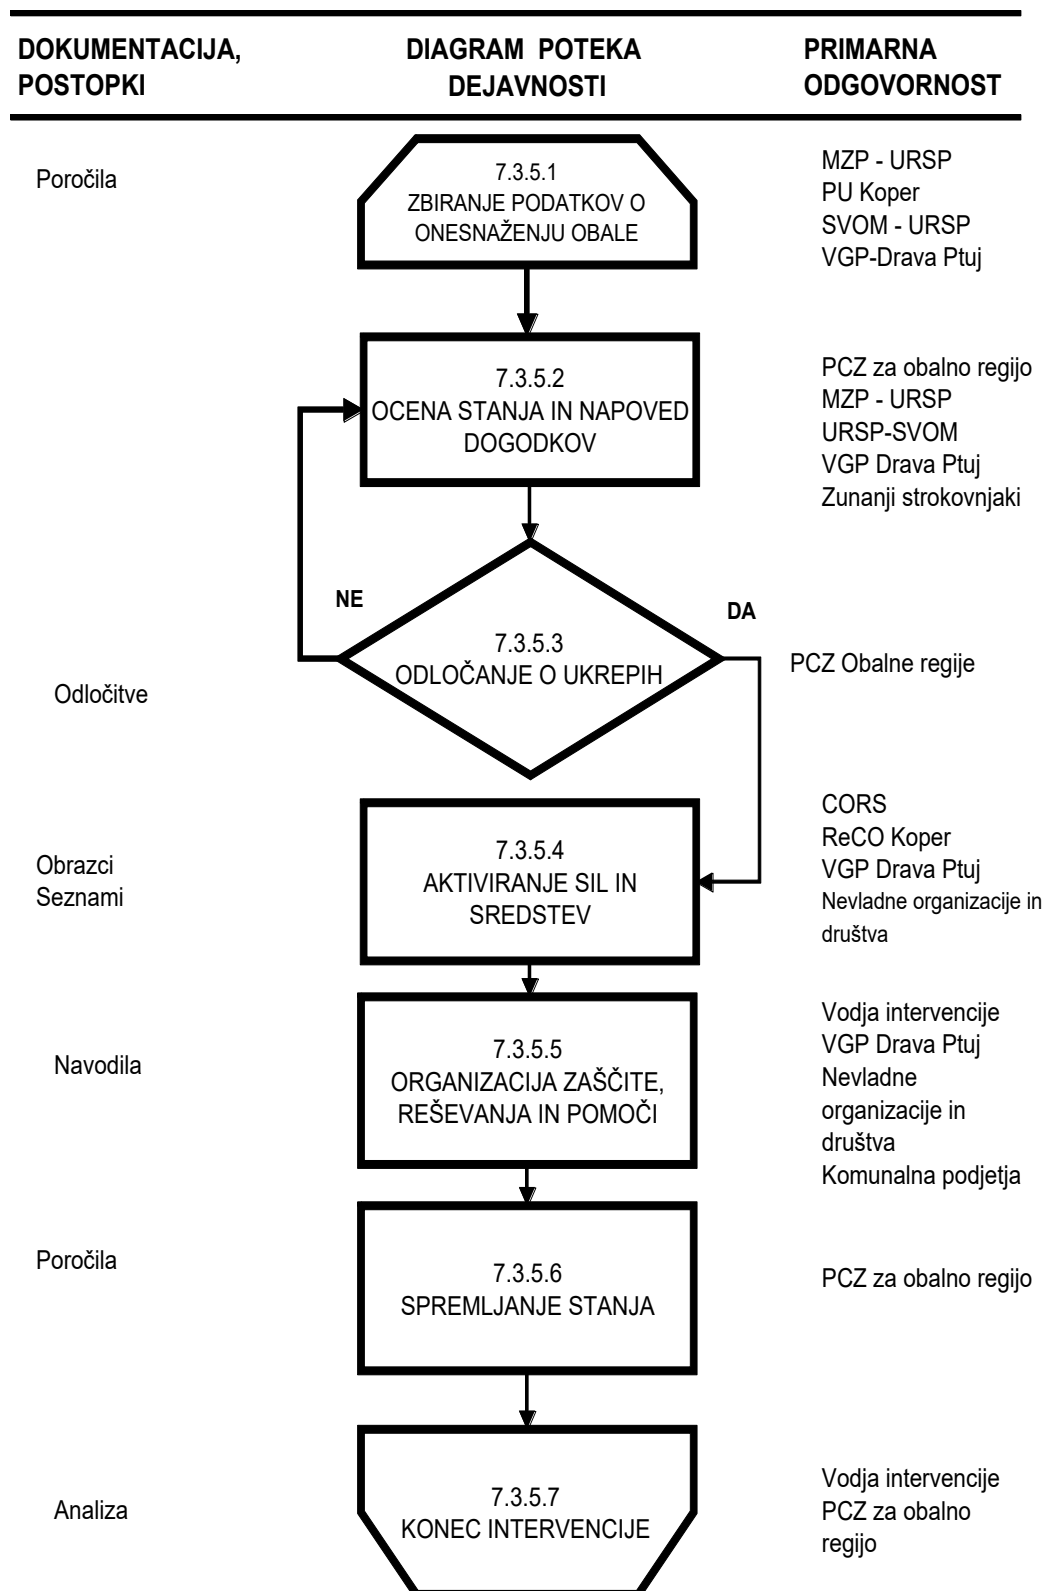 DOKUMENTACIJA,
POSTOPKI
DIAGRAM POTEKA
DEJAVNOSTI
PRIMARNA
ODGOVORNOST
Poročila
7.3.5.1
ZBIRANJE PODATKOV O
ONESNAŽENJU OBALE
MZP - URSP
PU Koper
SVOM - URSP
VGP-Drava Ptuj
7.3.5.2
OCENA STANJA IN NAPOVED
DOGODKOV
PCZ za obalno regijo
MZP - URSP
URSP-SVOM
VGP Drava Ptuj
Zunanji strokovnjaki
NE
DA
7.3.5.3
ODLOČANJE O UKREPIH
PCZ Obalne regije
Odločitve
Obrazci
Seznami
7.3.5.4
AKTIVIRANJE SIL IN
SREDSTEV
CORS
ReCO Koper
VGP Drava Ptuj
Nevladne organizacije in
društva
Navodila
7.3.5.5
ORGANIZACIJA ZAŠČITE,
REŠEVANJA IN POMOČI
Vodja intervencije
VGP Drava Ptuj
Nevladne
organizacije in
društva
Komunalna podjetja
Poročila
7.3.5.6
SPREMLJANJE STANJA
PCZ za obalno regijo
Analiza
7.3.5.7
KONEC INTERVENCIJE
Vodja intervencije
PCZ za obalno
regijo